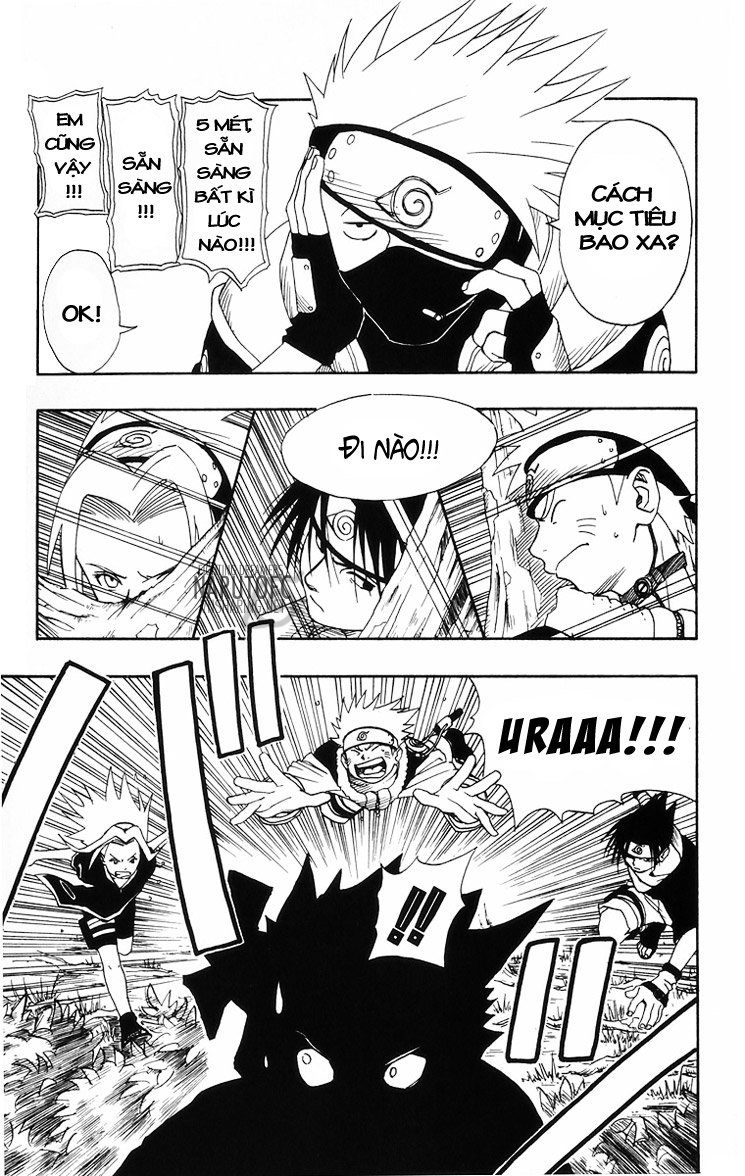 CÁCH
MỤC TIÊU
BAO XA?
5 MÉT,
SẴN
SÀNG
BẤT KÌ
LÚC
NÀO!!!
SẴN
SÀNG
!!!
EM
CŨNG
VẬY
!!!
OK!
ĐI NÀO!!!
NARUTOFC
URAAA!!!
!!